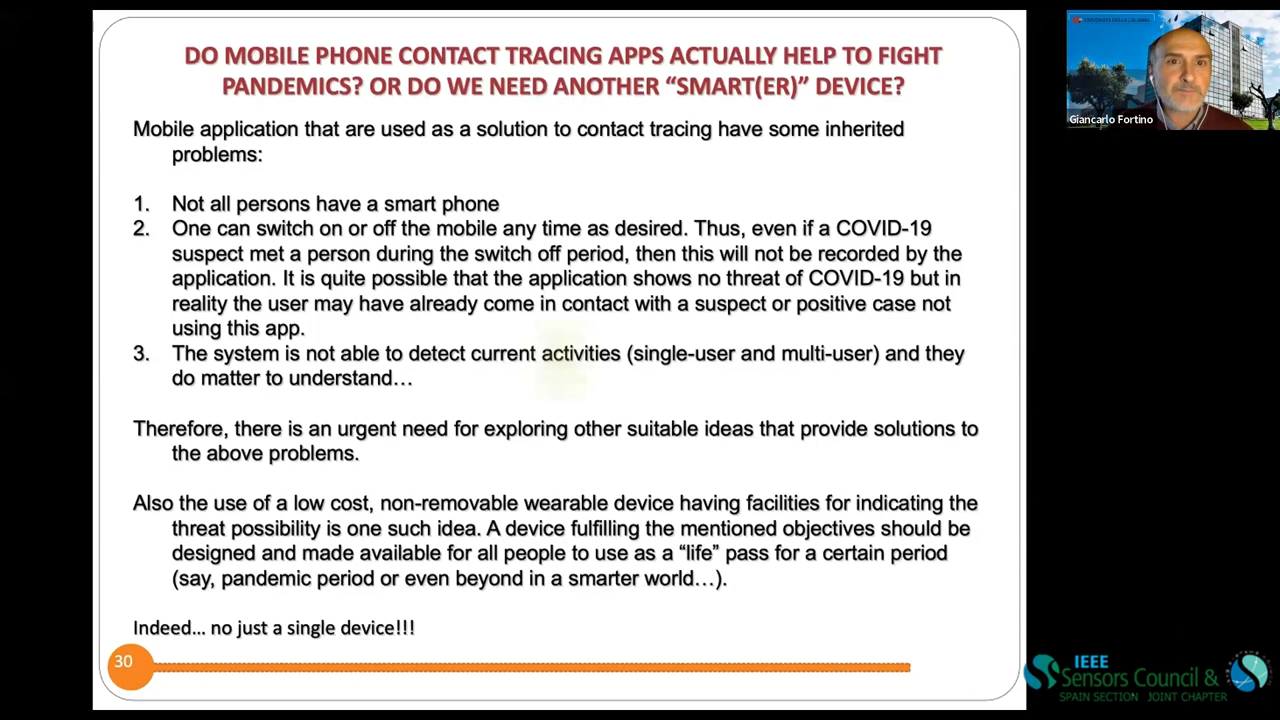 DO MOBILE PHONE CONTACT TRACING APPS ACTUALLY HELP TO FIGHT
PANDEMICS? OR DO WE NEED ANOTHER “SMART(ER)” DEVICE?
Mobile application that are used as a solution to contact tracing have some inherited
problems:
1. Not all persons have a smart phone
2. One can switch on or off the mobile any time as desired. Thus, even if a COVID-19
suspect met a person during the switch off period, then this will not be recorded by the
application. It is quite possible that the application shows no threat of COVID-19 but in
reality the user may have already come in contact with a suspect or positive case not
using this app.
3. The system is not able to detect current activities (single-user and multi-user) and they
do matter to understand…
Therefore, there is an urgent need for exploring other suitable ideas that provide solutions to
the above problems.
Also the use of a low cost, non-removable wearable device having facilities for indicating the
threat possibility is one such idea. A device fulfilling the mentioned objectives should be
designed and made available for all people to use as a “life” pass for a certain period
(say, pandemic period or even beyond in a smarter world…).
Indeed… no just a single device!!!
30
Giancarlo Fortino
IEEE
Sensors Council &
SPAIN SECTION JOINT CHAPTER